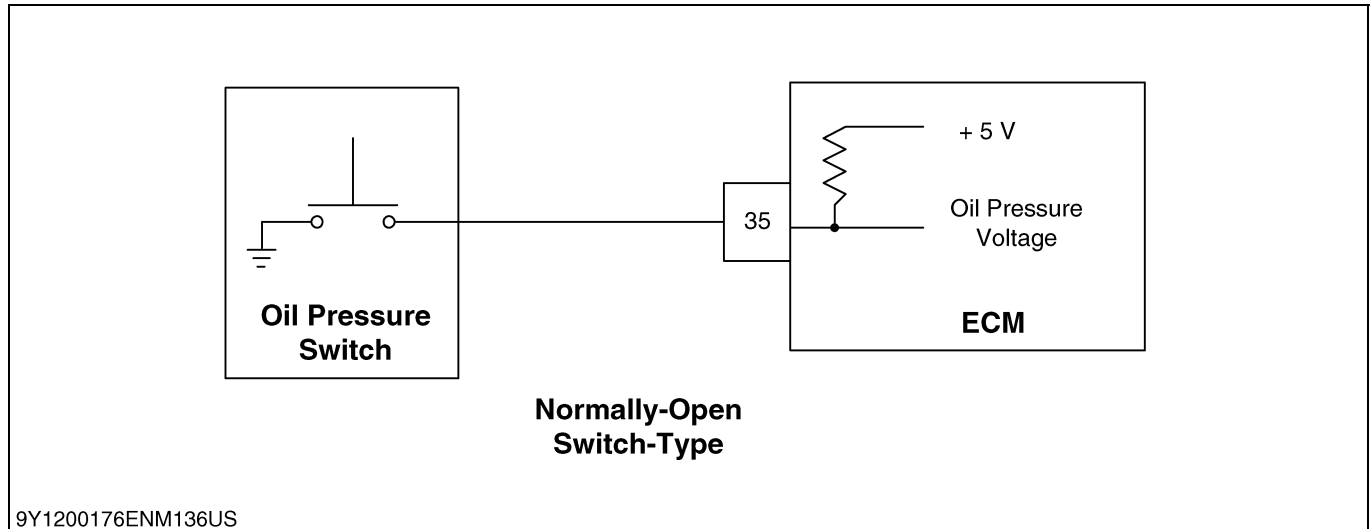 + 5 V
35
Oil Pressure
Voltage
Oil Pressure
Switch
ECM
Normally-Open
Switch-Type
9Y1200176ENM136US